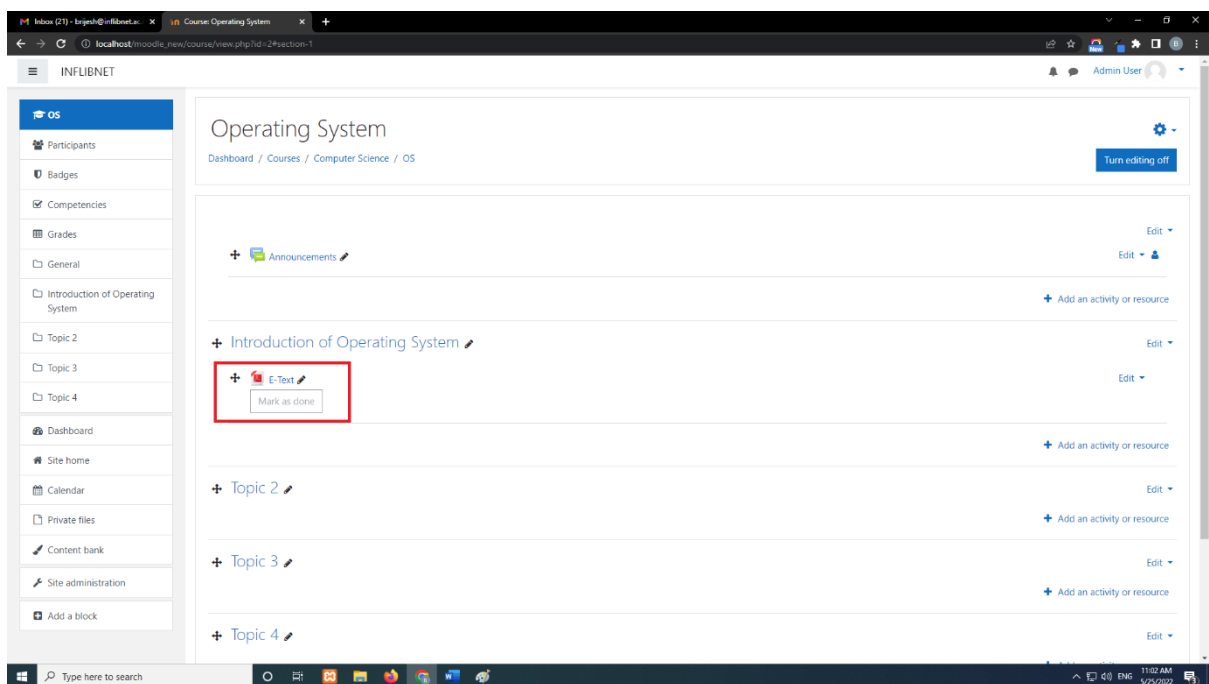 Inbox (21) - brijesh@inflibnet.ac. Course: Operating System
localhost/moodle_new/course/view.php?id=2#section-1
New
INFLIBNET
Admin User
OS
Participants
Badges
Competencies
Grades
General
Introduction of Operating
System
Topic 2
Topic 3
Topic 4
Dashboard
Site home
Calendar
Private files
Content bank
Site administration
Add a block
Operating System
Dashboard / Courses / Computer Science / OS
Turn editing off
Edit
Announcements Edit
Add an activity or resource
Introduction of Operating System Edit
E-Text Edit
Mark as done
Add an activity or resource
Topic 2 Edit
Add an activity or resource
Topic 3 Edit
Add an activity or resource
Topic 4 Edit
Type here to search
ENG 11:02 AM
5/25/2022